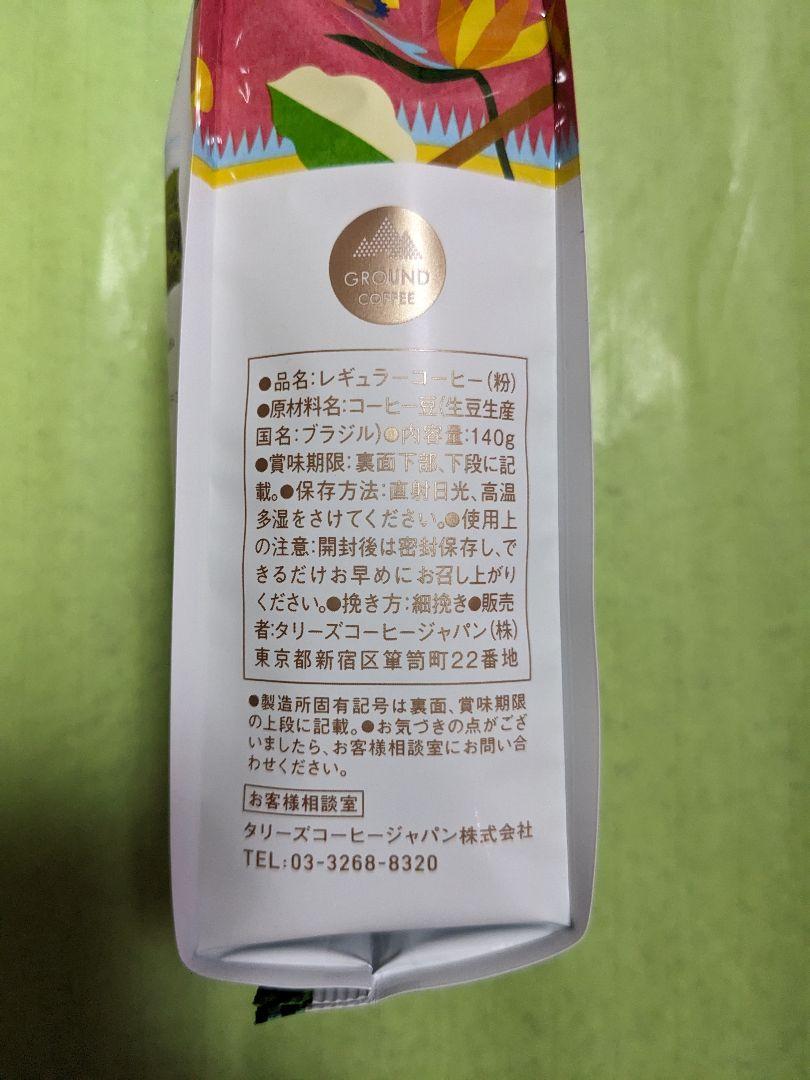 GROUND
COFFEE
●品名:レギュラーコーヒー(粉)
●原材料名:コーヒー豆(生豆生産
国名:ブラジル)●内容量:140g
●賞味期限:裏面下部、下段に記
載。●保存方法:直射日光、高温
多湿をさけてください。●使用上
の注意:開封後は密封保存し、で
きるだけお早めにお召し上がり
ください。●挽き方:細挽き●販売
者:タリーズコーヒージャパン(株)
東京都新宿区箪笥町22番地
●製造所固有記号は裏面、賞味期限
の上段に記載。●お気づきの点がござ
いましたら、お客様相談室にお問い合
わせください。
お客様相談室
タリーズコーヒージャパン株式会社
TEL:03-3268-8320